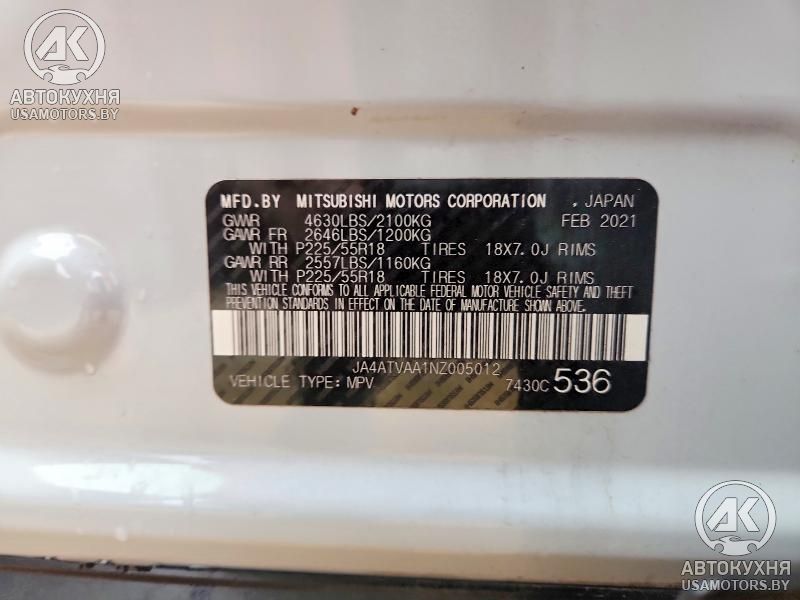 АК
АВТОКУХНЯ
USAMOTORS.BY
MFD.BY MITSUBISHI MOTORS CORPORATION , JAPAN
GVWR 4630LBS/2100KG FEB 2021
GAWR FR 2646LBS/1200KG
WITH P225/55R18 TIRES 18X7.0J RIMS
GAWR RR 2557LBS/1160KG
WITH P225/55R18 TIRES 18X7.0J RIMS
THIS VEHICLE CONFORMS TO ALL APPLICABLE FEDERAL MOTOR VEHICLE SAFETY AND THEFT
PREVENTION STANDARDS IN EFFECT ON THE DATE OF MANUFACTURE SHOWN ABOVE.
JA4ATVAA1NZ005012
VEHICLE TYPE:MPV 7430C 536
АК
АВТОКУХНЯ
USAMOTORS.BY